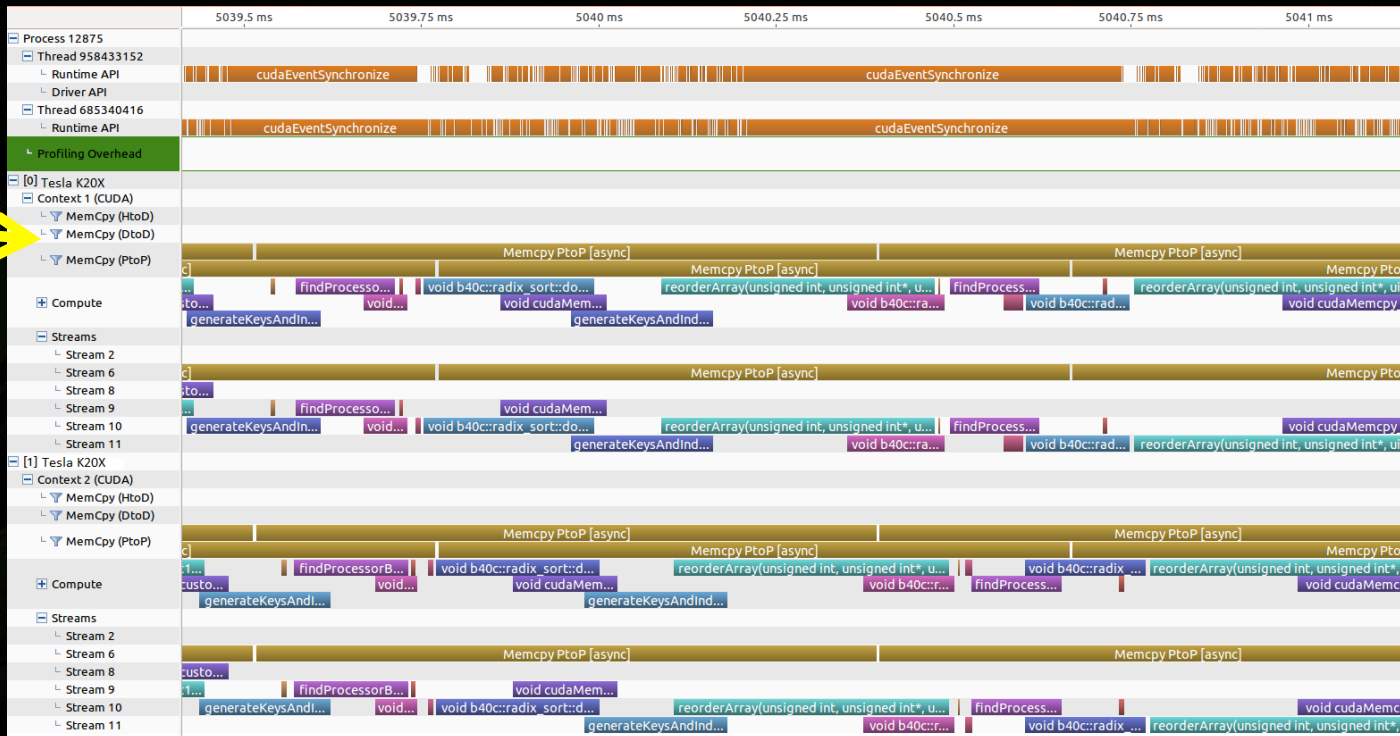 5039.5 ms 5039.75 ms 5040 ms 5040.25 ms 5040.5 ms 5040.75 ms 5041 ms
Process 12875
Thread 958433152
Runtime API cudaEventSynchronize cudaEventSynchronize
Driver API
Thread 685340416
Runtime API cudaEventSynchronize cudaEventSynchronize
Profiling Overhead
[0] Tesla K20X
Context 1 (CUDA)
MemCpy (HtoD)
MemCpy (DtoD)
Memcpy PtoP [async] Memcpy PtoP [async]
MemCpy (PtoP)
c] Memcpy PtoP [async] Memcpy Pto
... findProcesso... void b40c::radix_sort::do... reorderArray(unsigned int, unsigned int*, u... findProcess... reorderArray(unsigned int, unsigned int*, ui
Compute sto... void... void cudaMem... void b40c::ra... void b40c::rad... void cudaMemcpy
generateKeysAndIn... generateKeysAndInd...
Streams
Stream 2
Stream 6 c] Memcpy PtoP [async] Memcpy Pto
Stream 8 sto...
Stream 9 ... findProcesso... void cudaMem...
Stream 10 generateKeysAndIn... void... void b40c::radix_sort::do... reorderArray(unsigned int, unsigned int*, u... findProcess... void cudaMemcpy
Stream 11 generateKeysAndInd... void b40c::ra... void b40c::rad... reorderArray(unsigned int, unsigned int*, ui
[1] Tesla K20X
Context 2 (CUDA)
MemCpy (HtoD)
MemCpy (DtoD)
Memcpy PtoP [async] Memcpy PtoP [async]
MemCpy (PtoP)
c] Memcpy PtoP [async] Memcpy Pto
:1... findProcessorB... void b40c::radix_sort::d... reorderArray(unsigned int, unsigned int*, u... void b40c::radix_... reorderArray(unsigned int, unsigned int*,
Compute custo... void... void cudaMem... void b40c::r... findProcess... void cudaMemc
generateKeysAndI... generateKeysAndInd...
Streams
Stream 2
Stream 6 Memcpy PtoP [async] Memcpy PtoP [async]
Stream 8 custo...
Stream 9 :1... findProcessorB... void cudaMem...
Stream 10 generateKeysAndI... void... void b40c::radix_sort::d... reorderArray(unsigned int, unsigned int*, u... findProcess... void cudaMemc
Stream 11 generateKeysAndInd... void b40c::r... void b40c::radix_... reorderArray(unsigned int, unsigned int*,